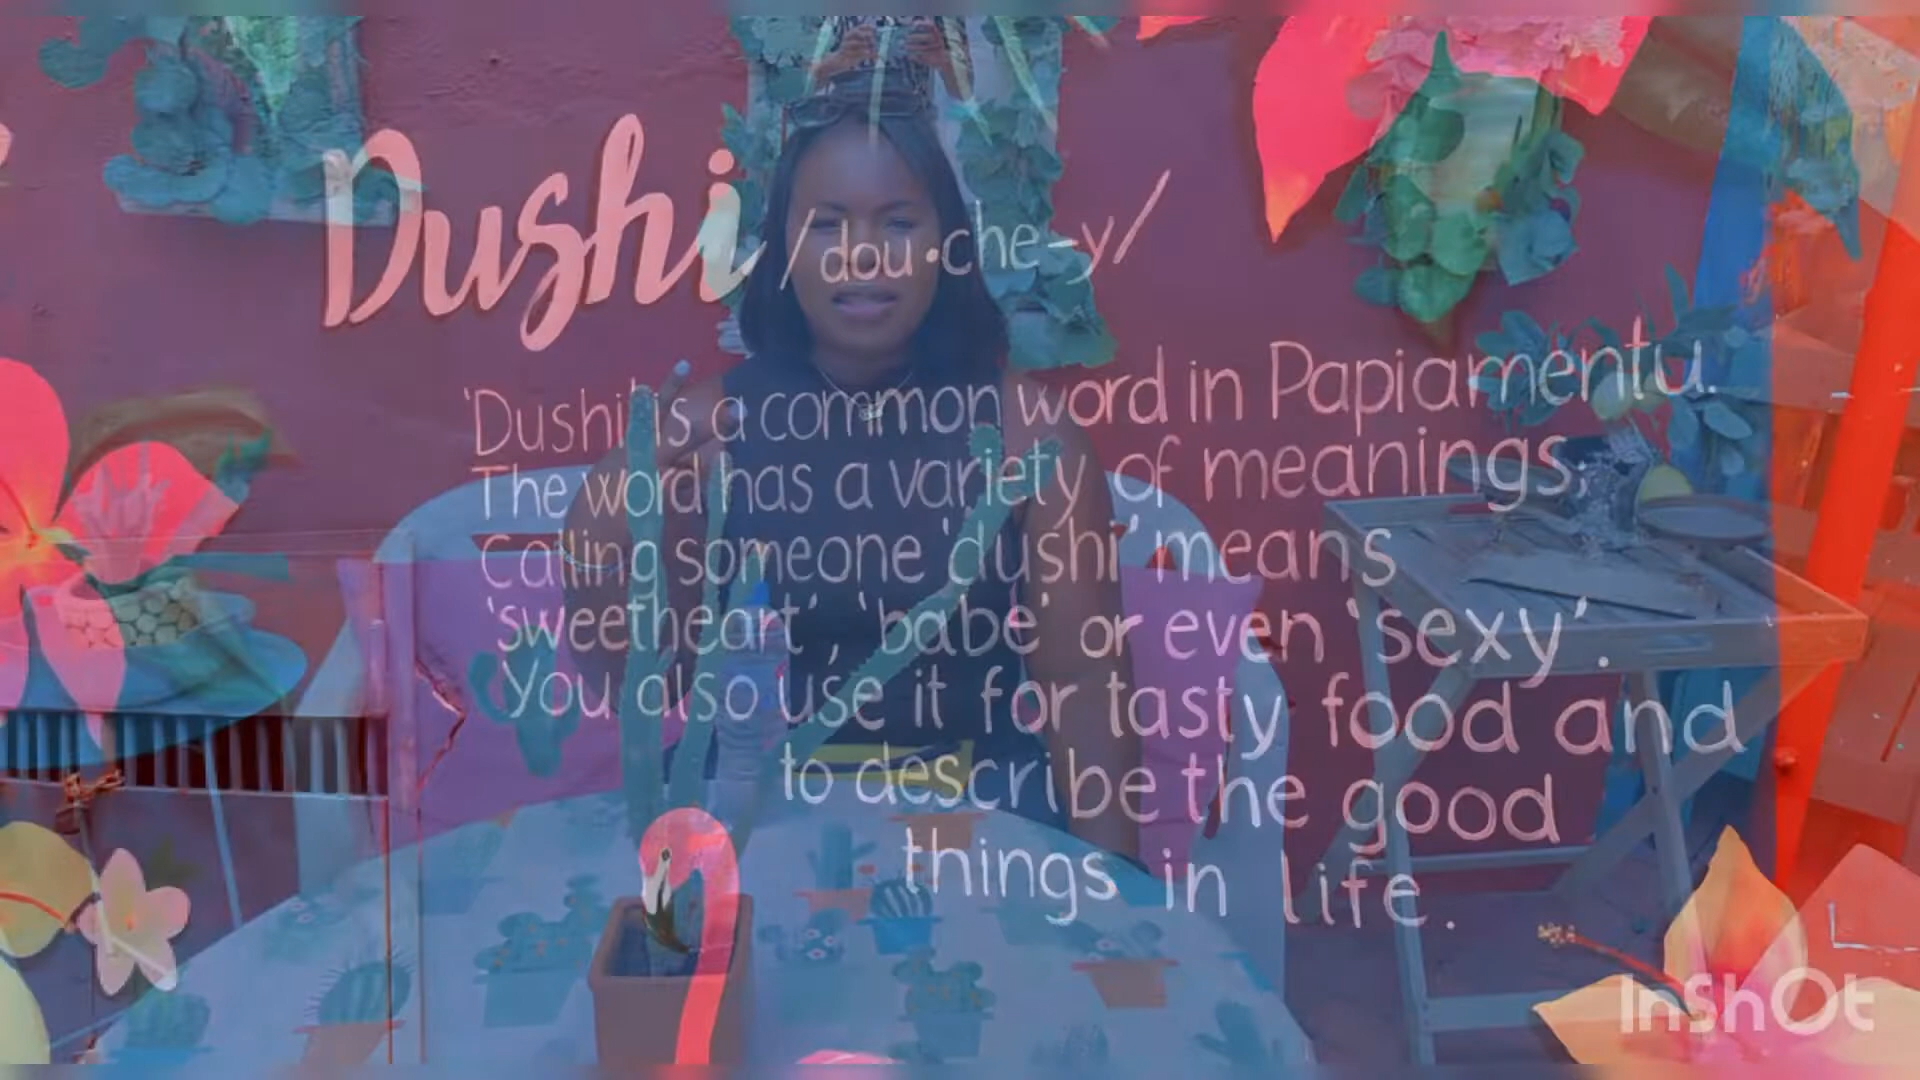 Dushi /dou·che-y/
'Dushi' is a common word in Papiamentu.
The word has a variety of meanings;
calling someone 'dushi' means
'sweetheart', 'babe' or even 'sexy'.
You also use it for tasty food and
to describe the good
things in life.
InShOt